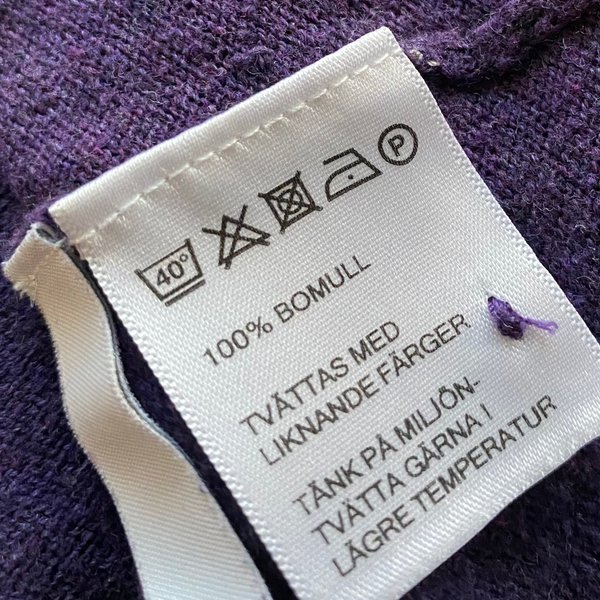 40°
P
100% BOMULL
TVÄTTAS MED
LIKNANDE FÄRGER
TÄNK PÅ MILJÖN-
TVÄTTA GÄRNA I
LÄGRE TEMPERATUR